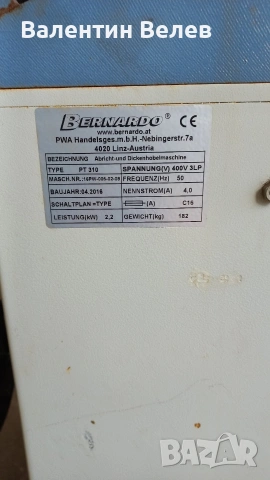 Валентин Велев
BERNARDO CE
www.bernardo.at
PWA Handelsges.m.b.H.-Nebingerstr.7a
4020 Linz-Austria
BEZEICHNUNG Abricht-und Dickenhobelmaschine
TYPE PT 310 SPANNUNG(V) 400V 3LP
MASCH.NR.: FREQUENZ(Hz) 50
BAUJAHR:04.2016 NENNSTROM(A) 4,0
SCHALTPLAN =TYPE (A) C16
LEISTUNG(kW) 2,2 GEWICHT(kg) 182
BAZAR